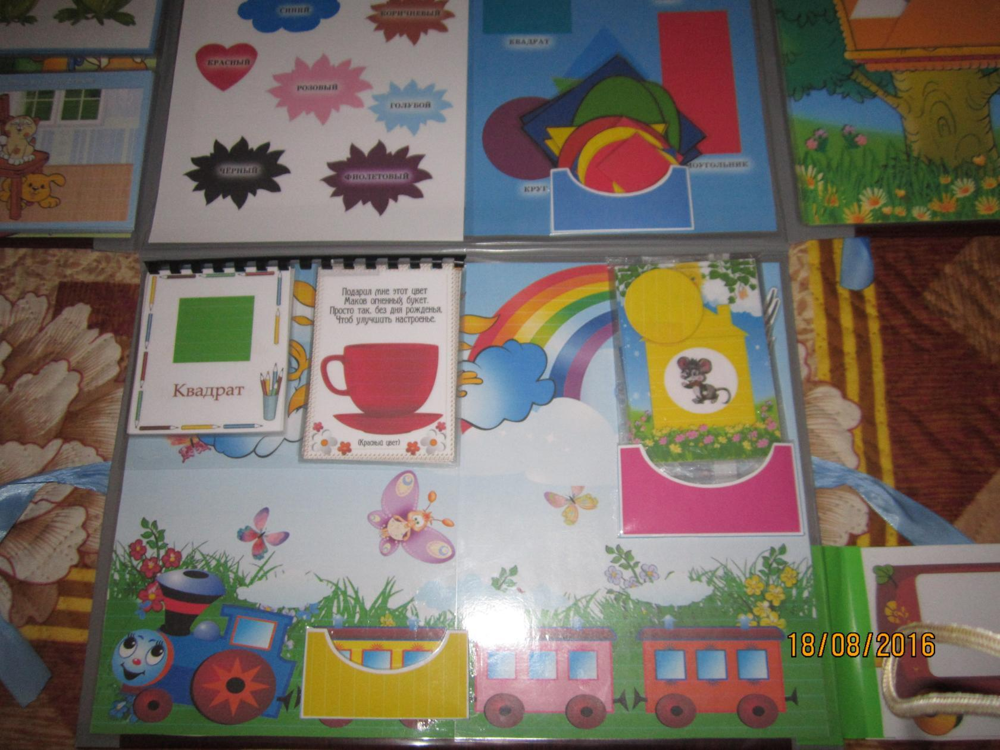 СИНИЙ
КОРИЧНЕВЫЙ
КРАСНЫЙ
РОЗОВЫЙ
ГОЛУБОЙ
ЧЁРНЫЙ
ФИОЛЕТОВЫЙ
КВАДРАТ
МОУГОЛЬНИК
КРУГ
Квадрат
Подарил мне этот цвет
Маков огненных букет.
Просто так, без дня рожденья,
Чтоб улучшить настроенье.
(Красный цвет)
18/08/2016